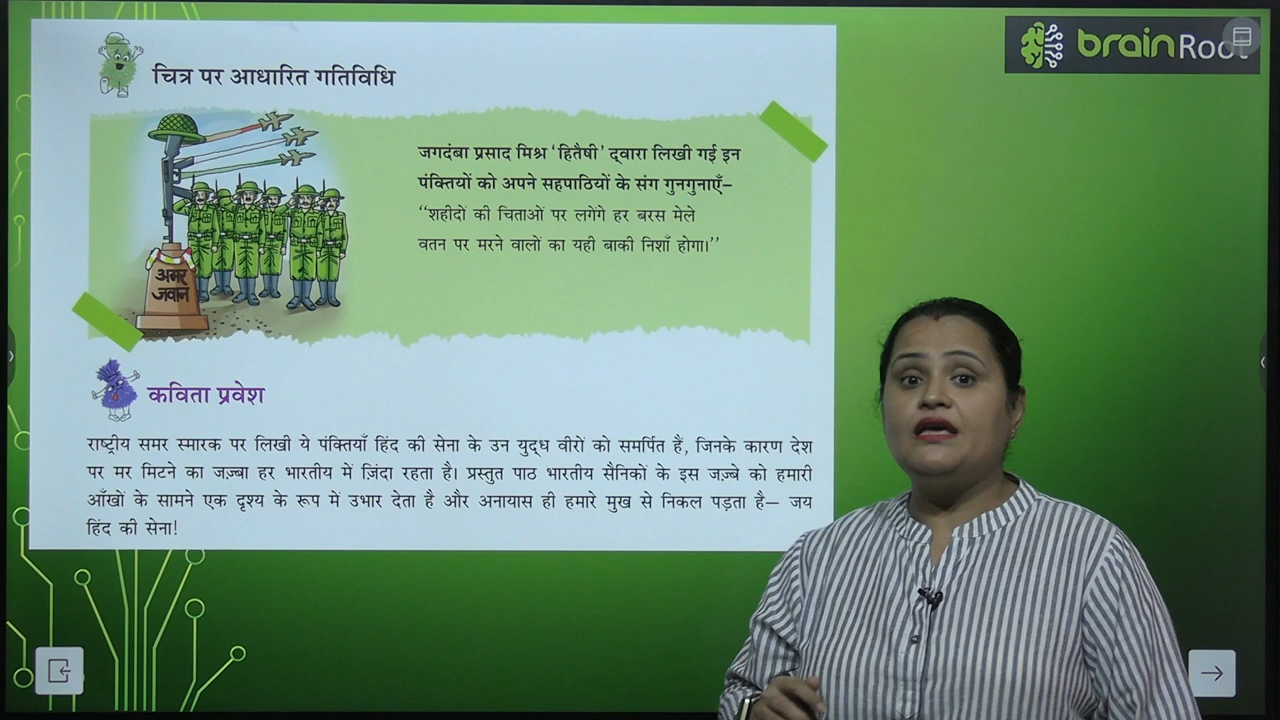 brainRoot
चित्र पर आधारित गतिविधि
जगदंबा प्रसाद मिश्र ‘हितैषी’ द्वारा लिखी गई इन
पंक्तियों को अपने सहपाठियों के संग गुनगुनाएँ–
“शहीदों की चिताओं पर लगेंगे हर बरस मेले
वतन पर मरने वालों का यही बाकी निशाँ होगा।”
अमर
जवान
कविता प्रवेश
राष्ट्रीय समर स्मारक पर लिखी ये पंक्तियाँ हिंद की सेना के उन युद्ध वीरों को समर्पित हैं, जिनके कारण देश
पर मर मिटने का जज़्बा हर भारतीय में ज़िंदा रहता है। प्रस्तुत पाठ भारतीय सैनिकों के इस जज़्बे को हमारी
आँखों के सामने एक दृश्य के रूप में उभार देता है और अनायास ही हमारे मुख से निकल पड़ता है– जय
हिंद की सेना!